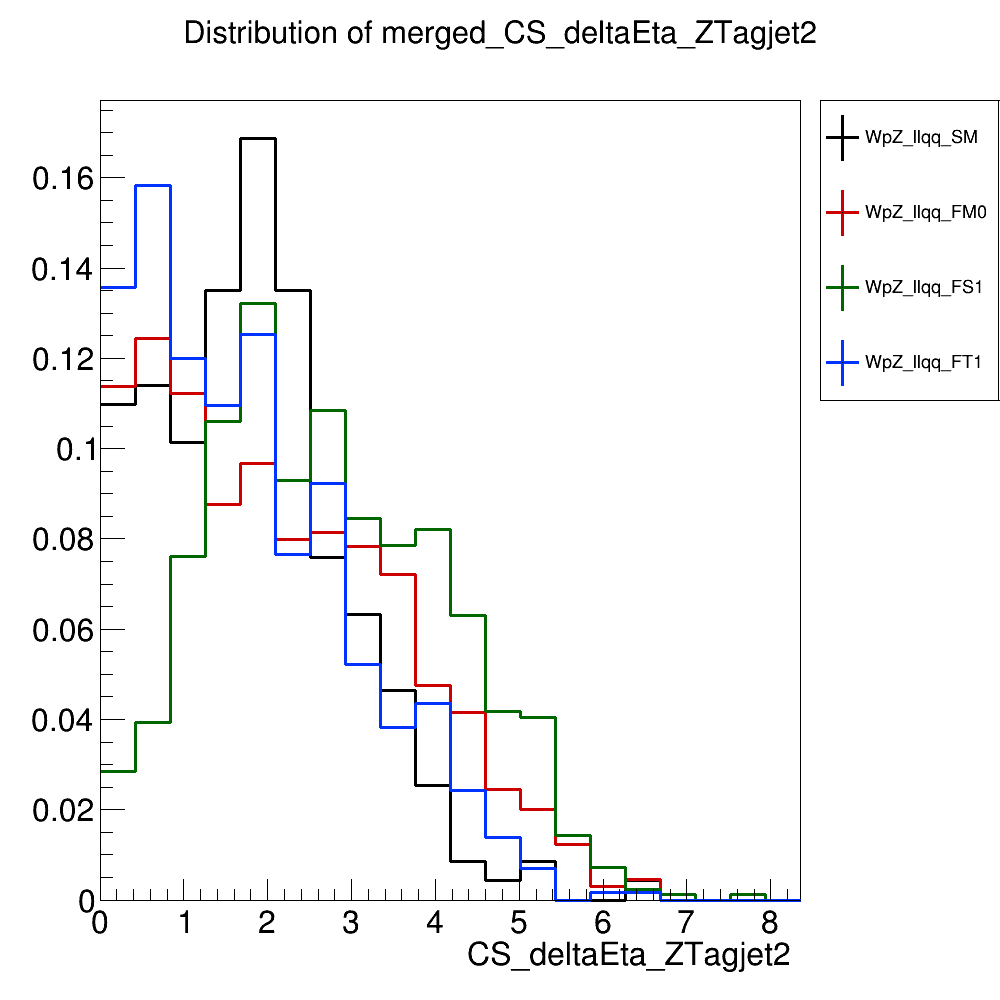 Distribution of merged_CS_deltaEta_ZTagjet2
WpZ_llqq_SM
WpZ_llqq_FM0
WpZ_llqq_FS1
WpZ_llqq_FT1
0.16
0.14
0.12
0.1
0.08
0.06
0.04
0.02
0
0 1 2 3 4 5 6 7 8
CS_deltaEta_ZTagjet2